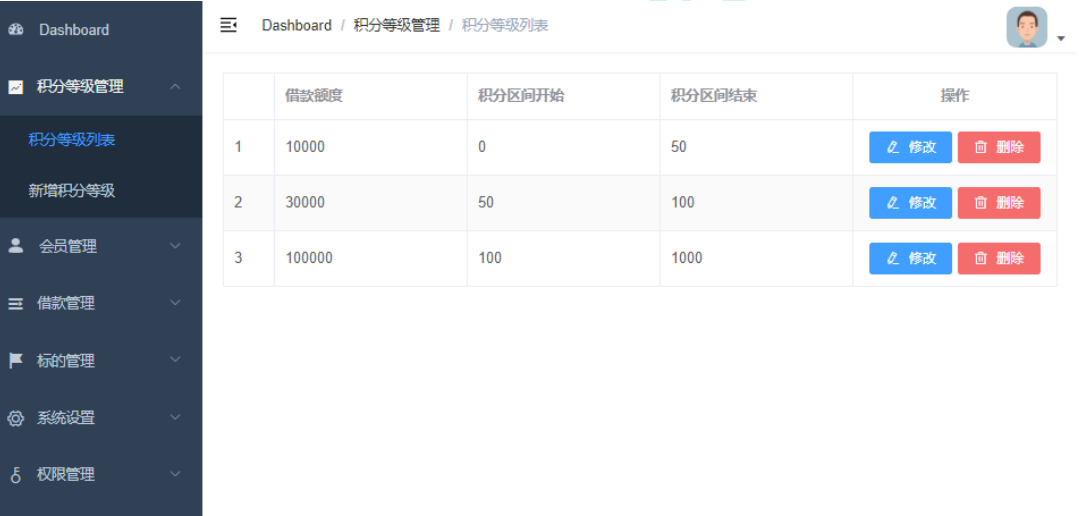 Dashboard
积分等级管理
积分等级列表
新增积分等级
会员管理
借款管理
标的管理
系统设置
权限管理
Dashboard / 积分等级管理 / 积分等级列表
借款额度 积分区间开始 积分区间结束 操作
1 10000 0 50 修改 删除
2 30000 50 100 修改 删除
3 100000 100 1000 修改 删除